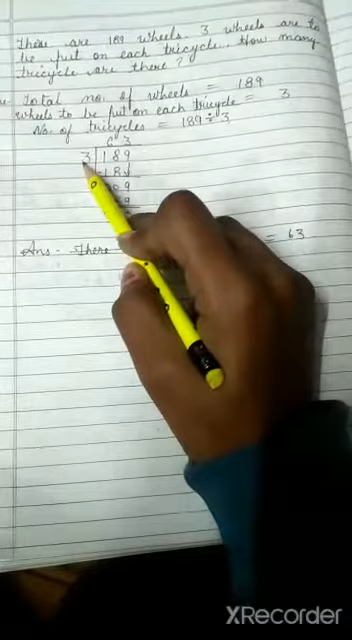 There are 189 wheels. 3 wheels are to
be put on each tricycle. How many
tricycle are there?
Total no. of wheels = 189
wheels to be put on each tricycle = 3
No. of tricycles = 189 ÷ 3
63
3 189
18
009
9
Ans - There = 63
XRecorder